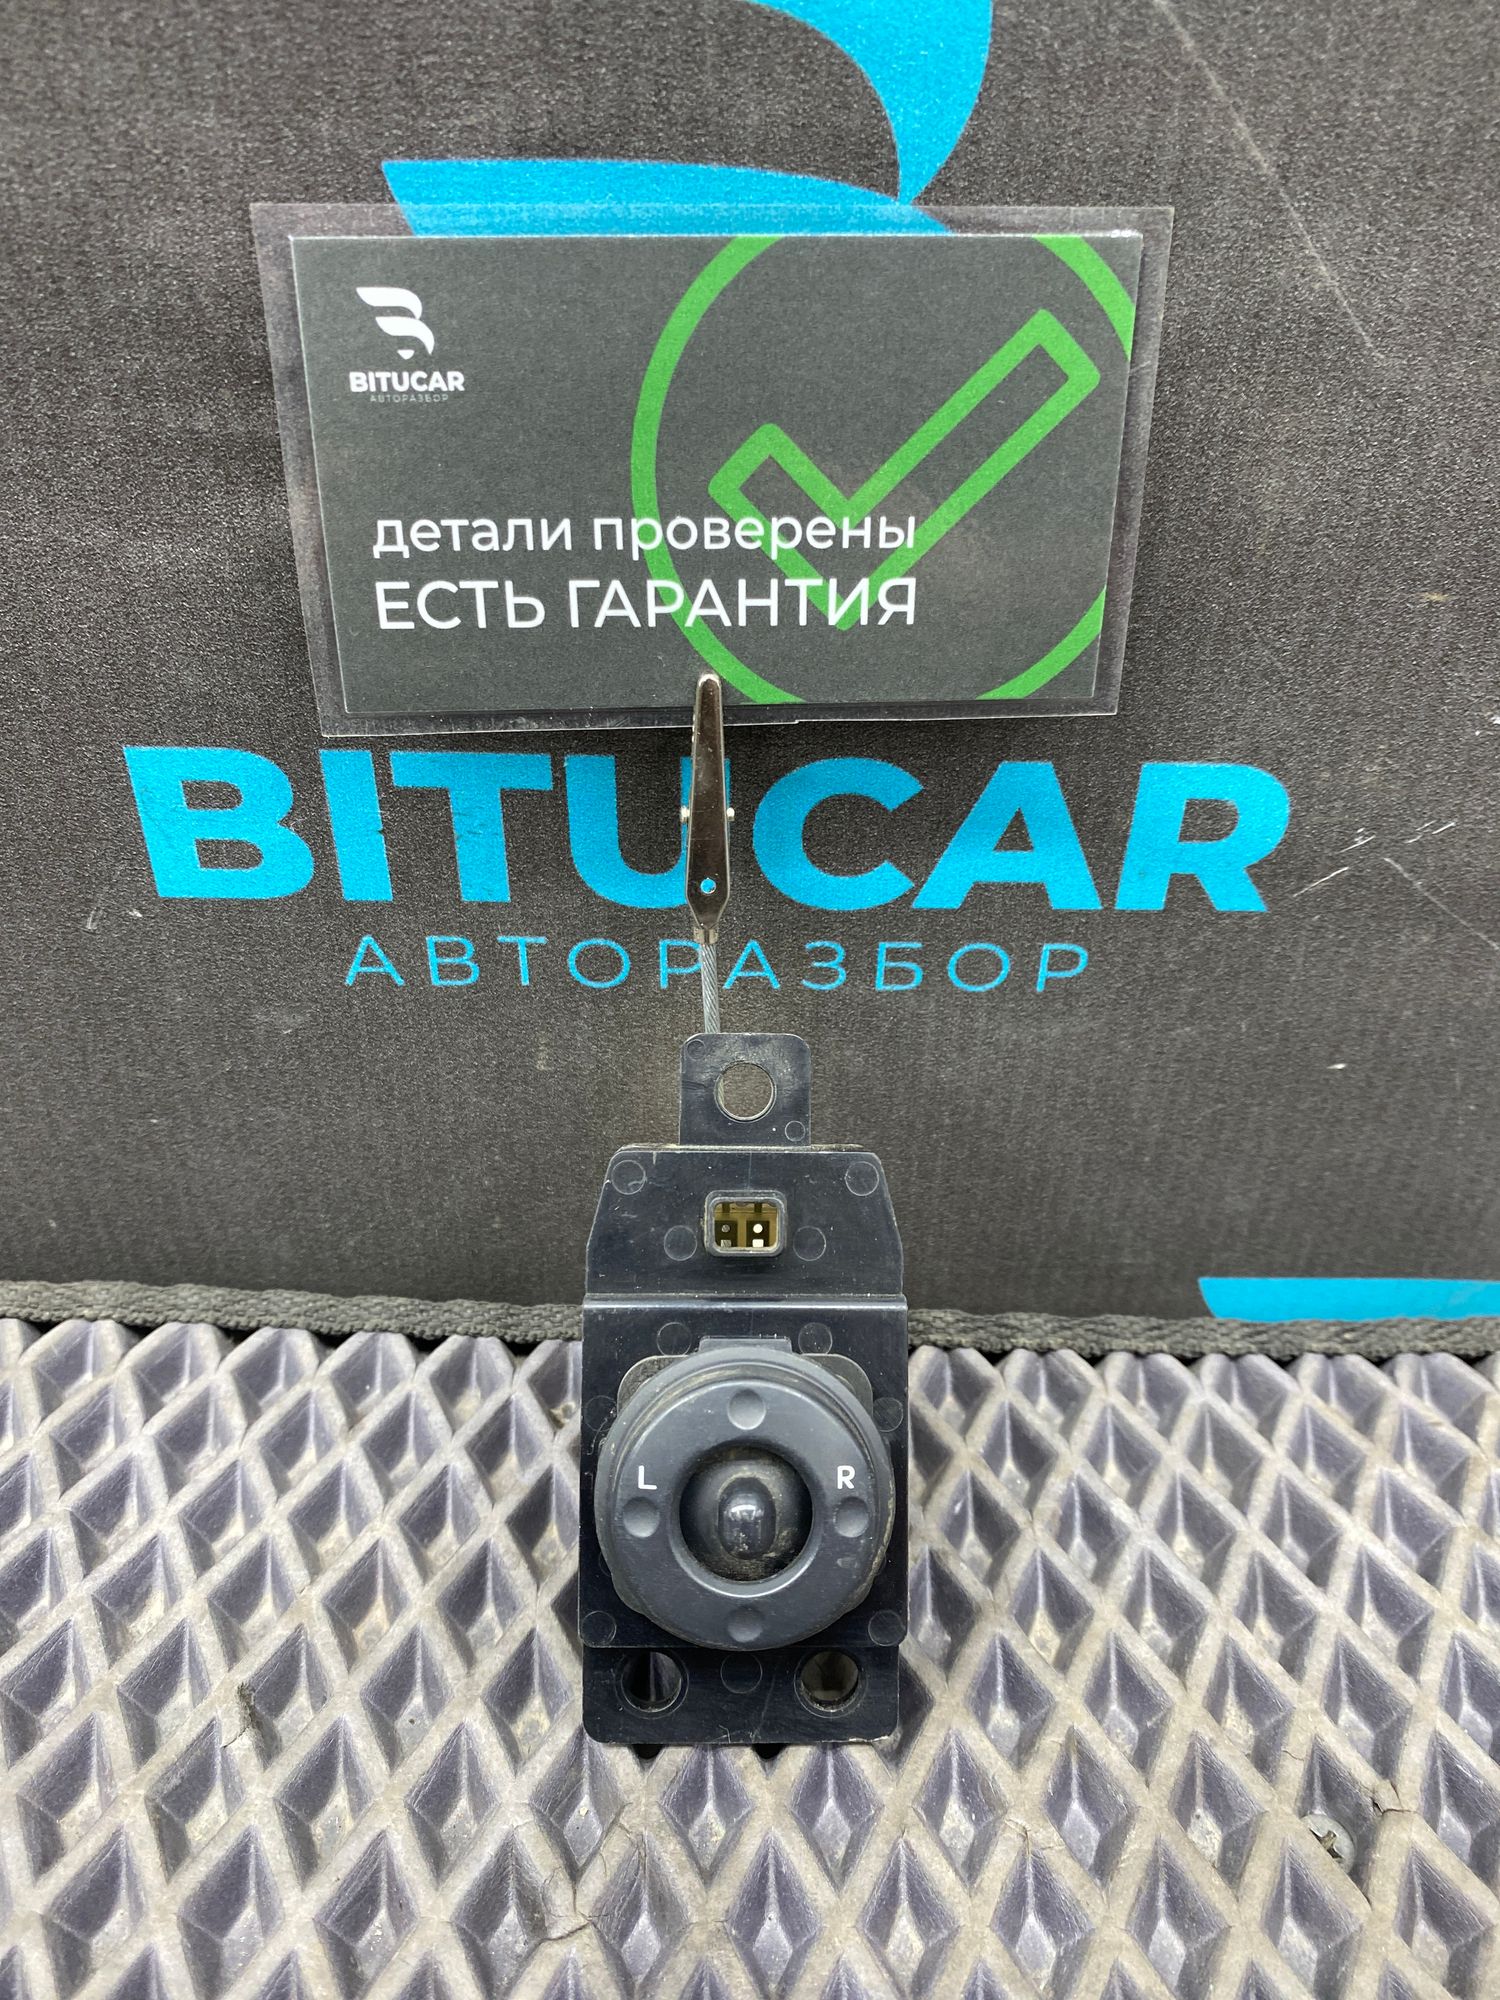 BITUCAR
АВТОРАЗБОР
детали проверены
ЕСТЬ ГАРАНТИЯ
BITUCAR
АВТОРАЗБОР
L R